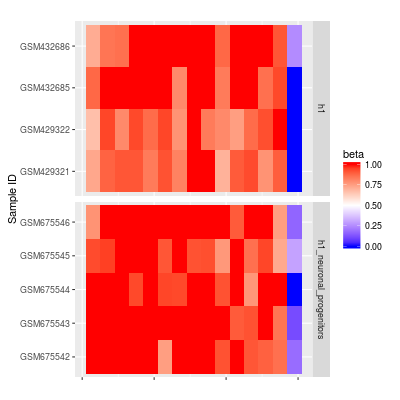 GSM432686
GSM432685
GSM429322
GSM429321
h1
GSM675546
GSM675545
GSM675544
GSM675543
GSM675542
h1_neuronal_progenitors
Sample ID
beta
1.00
0.75
0.50
0.25
0.00